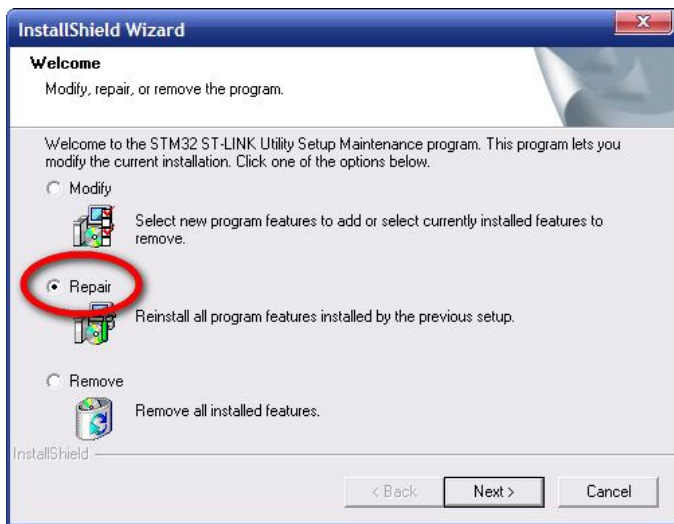 InstallShield Wizard
Welcome
Modify, repair, or remove the program.
Welcome to the STM32 ST-LINK Utility Setup Maintenance program. This program lets you
modify the current installation. Click one of the options below.
Modify
Select new program features to add or select currently installed features to
remove.
Repair
Reinstall all program features installed by the previous setup.
Remove
Remove all installed features.
InstallShield
< Back
Next >
Cancel